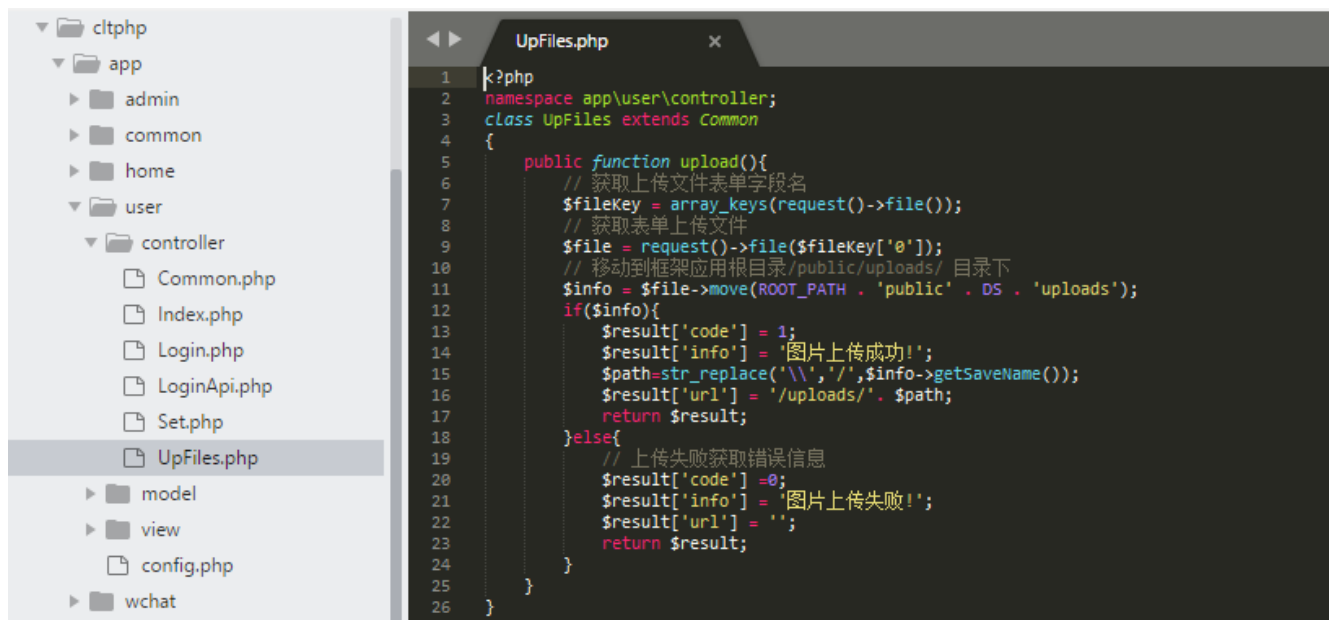 cltphp
app
admin
common
home
user
controller
Common.php
Index.php
Login.php
LoginApi.php
Set.php
UpFiles.php
model
view
config.php
wchat
UpFiles.php ×
1 <?php
2 namespace app\user\controller;
3 class UpFiles extends Common
4 {
5     public function upload(){
6         // 获取上传文件表单字段名
7         $fileKey = array_keys(request()->file());
8         // 获取表单上传文件
9         $file = request()->file($fileKey['0']);
10         // 移动到框架应用根目录/public/uploads/ 目录下
11         $info = $file->move(ROOT_PATH . 'public' . DS . 'uploads');
12         if($info){
13             $result['code'] = 1;
14             $result['info'] = '图片上传成功!';
15             $path=str_replace('\\','/',$info->getSaveName());
16             $result['url'] = '/uploads/'. $path;
17             return $result;
18         }else{
19             // 上传失败获取错误信息
20             $result['code'] =0;
21             $result['info'] = '图片上传失败!';
22             $result['url'] = '';
23             return $result;
24         }
25     }
26 }